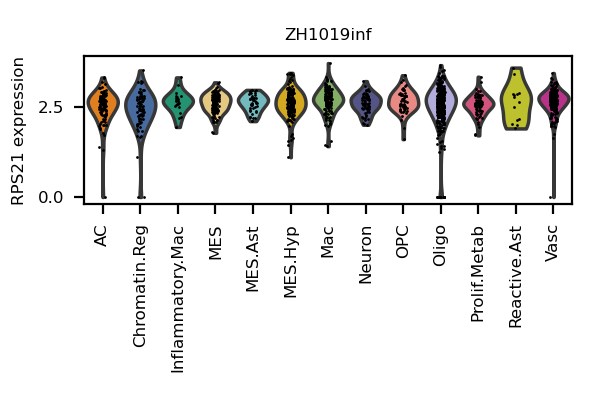 ZH1019inf
RPS21 expression
2.5
0.0
AC
Chromatin.Reg
Inflammatory.Mac
MES
MES.Ast
MES.Hyp
Mac
Neuron
OPC
Oligo
Prolif.Metab
Reactive.Ast
Vasc